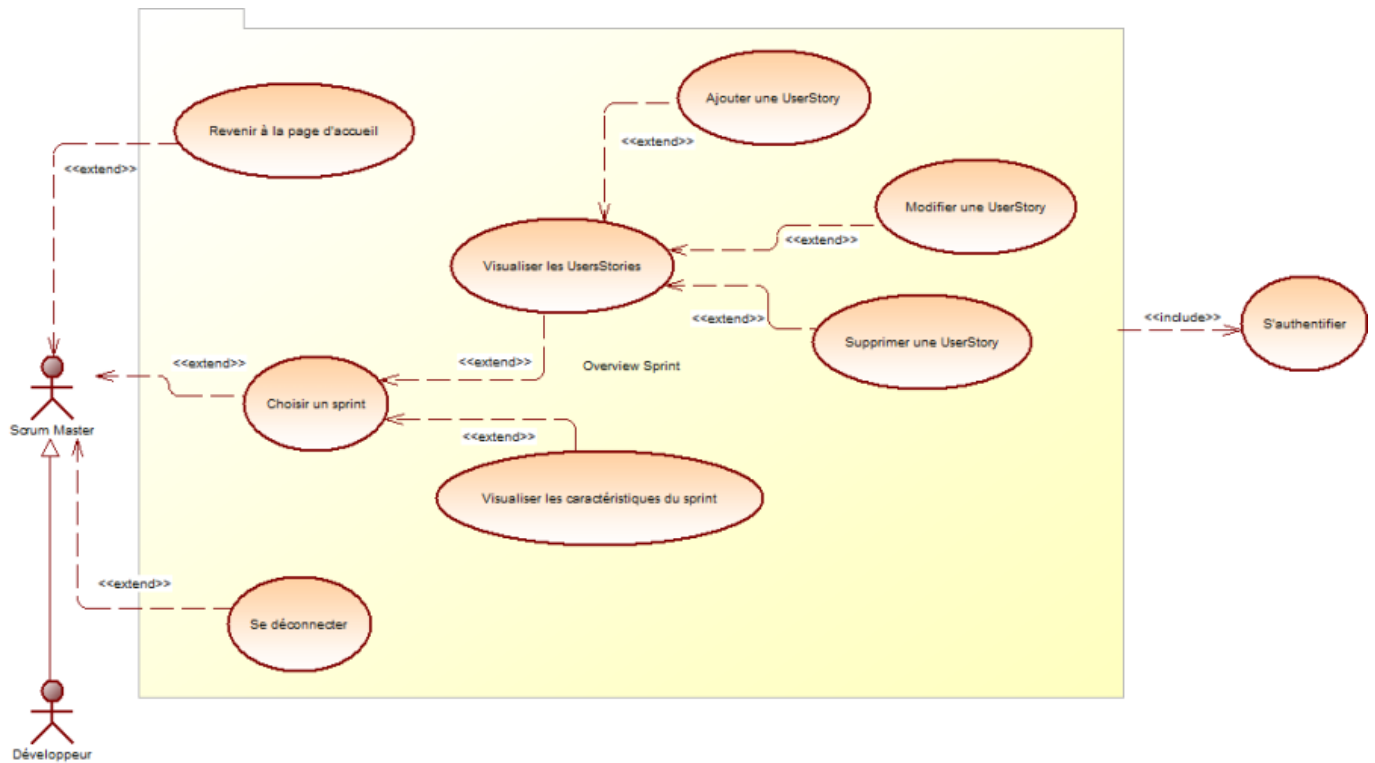 Ajouter une UserStory
Revenir à la page d'accueil
<<extend>>
<<extend>>
Modifier une UserStory
<<extend>>
Visualiser les UsersStories
<<extend>>
<<include>>
S'authentifier
Supprimer une UserStory
<<extend>>
<<extend>>
Overview Sprint
Choisir un sprint
Scrum Master
<<extend>>
Visualiser les caractéristiques du sprint
<<extend>>
Se déconnecter
Développeur